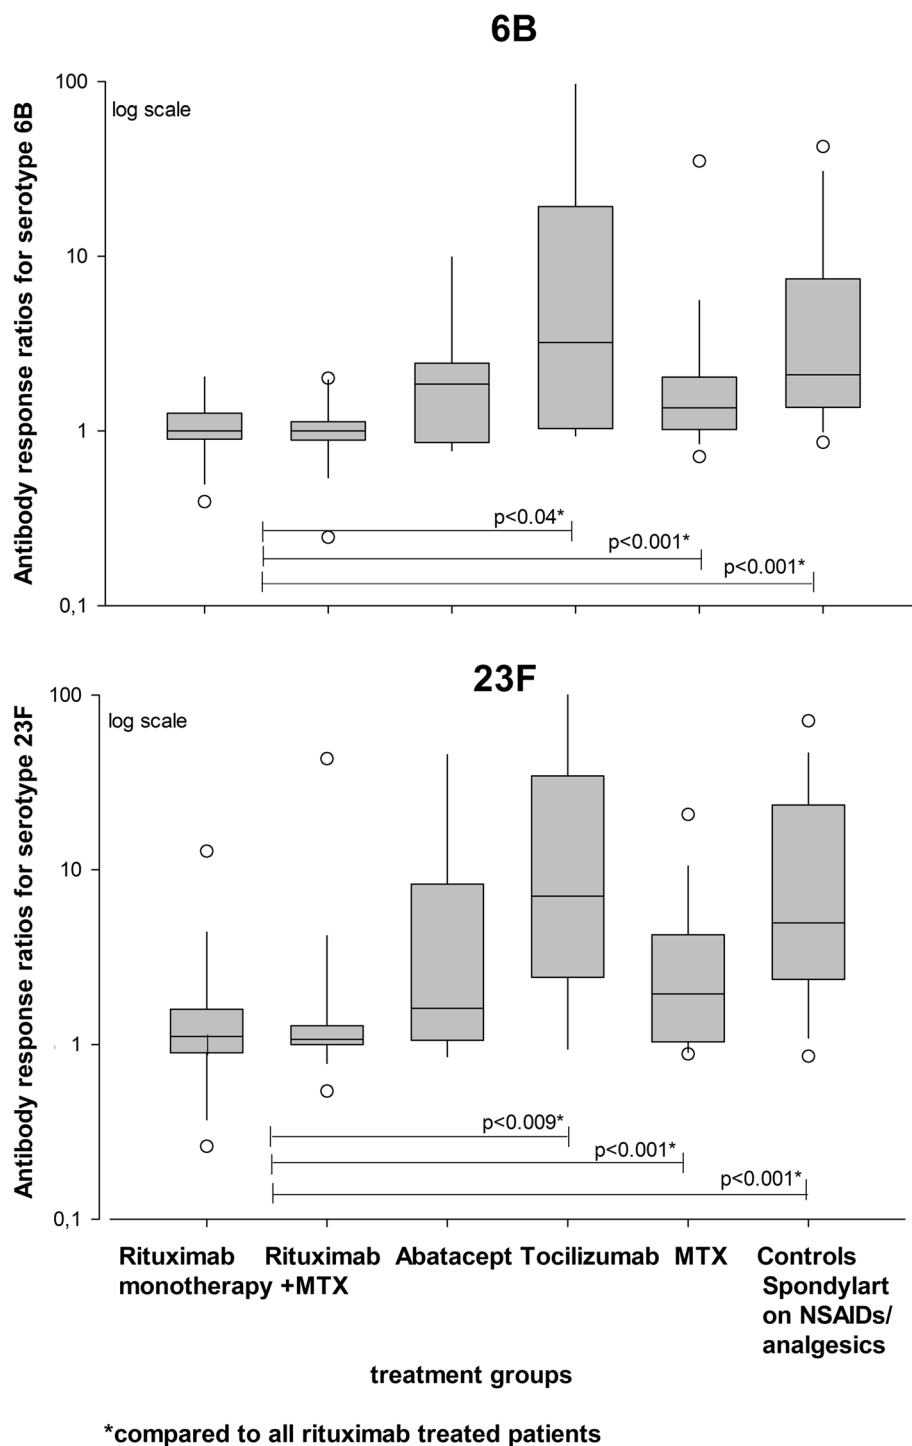 6B
Antibody response ratios for serotype 6B
100
log scale
10
1
p<0.04*
p<0.001*
p<0.001*
0,1
23F
Antibody response ratios for serotype 23F
100
log scale
10
1
p<0.009*
p<0.001*
p<0.001*
0,1
Rituximab Rituximab Abatacept Tocilizumab MTX Controls
monotherapy +MTX Spondylart
on NSAIDs/
analgesics
treatment groups
*compared to all rituximab treated patients